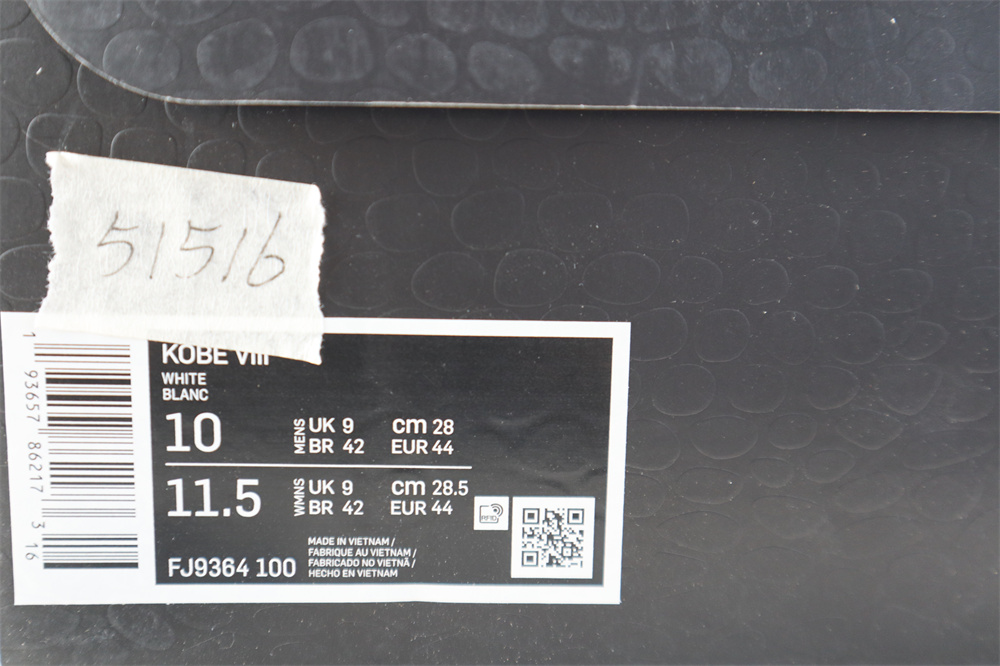 51516
KOBE VIII
WHITE
BLANC
10
MENS
UK 9 cm 28
BR 42 EUR 44
11.5
WMNS
UK 9 cm 28.5
BR 42 EUR 44
RFID
MADE IN VIETNAM /
FABRIQUE AU VIETNAM /
FABRICADO NO VIETNÃ /
HECHO EN VIETNAM
FJ9364 100
1 93657 86217 3 16